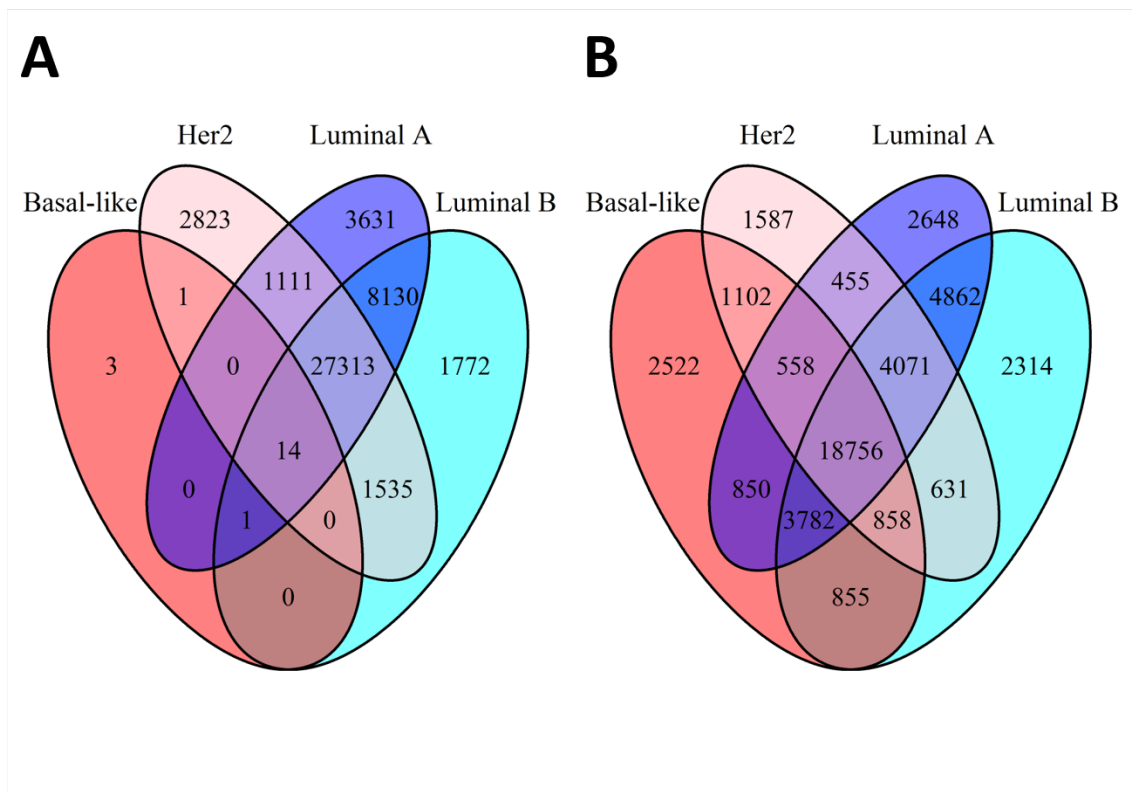 A
B
Her2 Luminal A
Basal-like Luminal B
2823 3631
1 1111 8130
3 0 27313 1772
14
0 1535
1 0
0
Her2 Luminal A
Basal-like Luminal B
1587 2648
1102 455 4862
2522 558 4071 2314
18756
850 631
3782 858
855